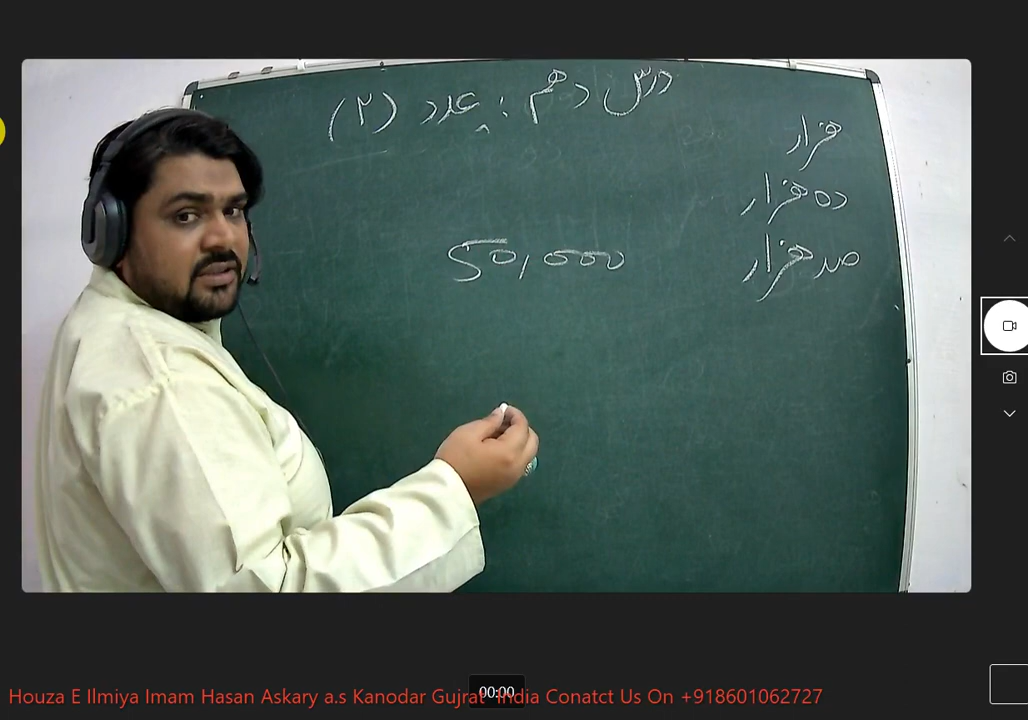 درس دهم : عدد (۲)
هزار
ده هزار
صد هزار
50,000
00:00
Houza E Ilmiya Imam Hasan Askary a.s Kanodar Gujrat India Conatct Us On +918601062727